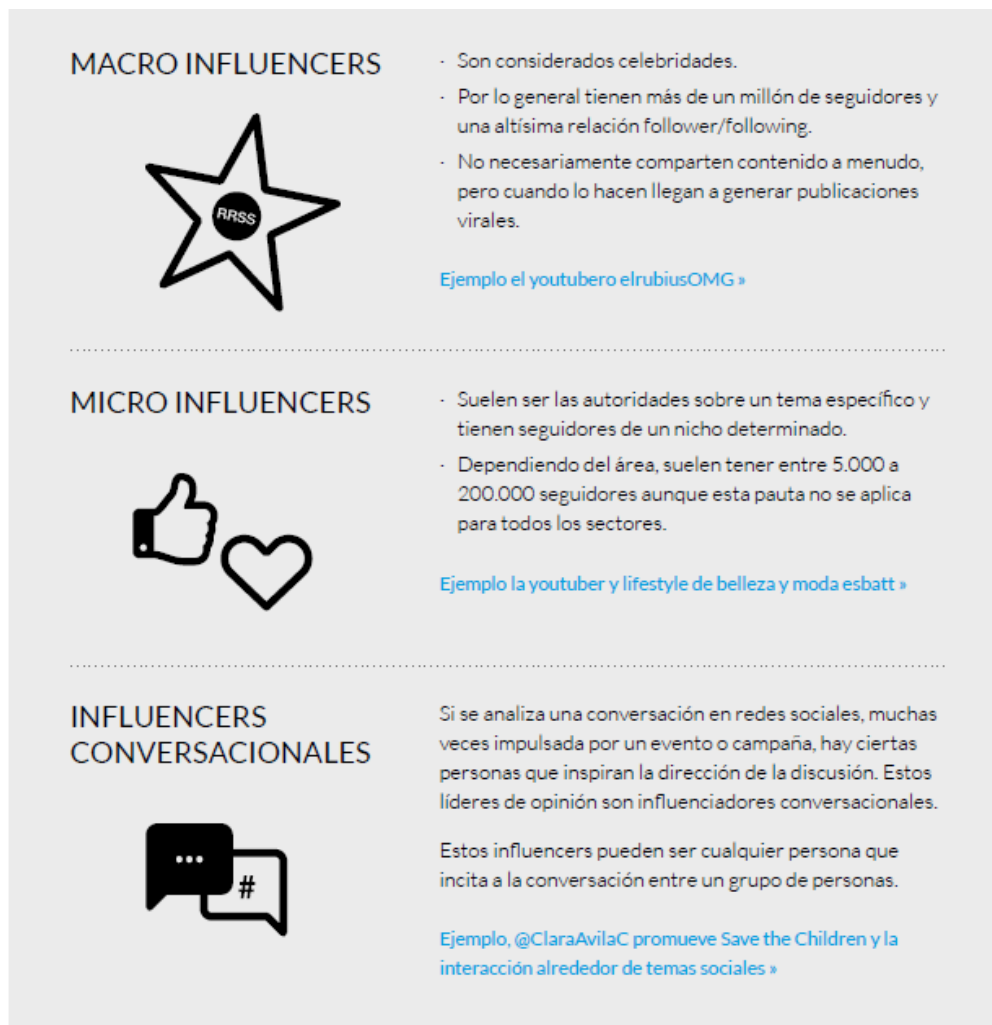 MACRO INFLUENCERS
RRSS
· Son considerados celebridades.
· Por lo general tienen más de un millón de seguidores y
una altísima relación follower/following.
· No necesariamente comparten contenido a menudo,
pero cuando lo hacen llegan a generar publicaciones
virales.
Ejemplo el youtubero elrubiusOMG »
MICRO INFLUENCERS
· Suelen ser las autoridades sobre un tema específico y
tienen seguidores de un nicho determinado.
· Dependiendo del área, suelen tener entre 5.000 a
200.000 seguidores aunque esta pauta no se aplica
para todos los sectores.
Ejemplo la youtuber y lifestyle de belleza y moda esbatt »
INFLUENCERS
CONVERSACIONALES
#
Si se analiza una conversación en redes sociales, muchas
veces impulsada por un evento o campaña, hay ciertas
personas que inspiran la dirección de la discusión. Estos
líderes de opinión son influenciadores conversacionales.
Estos influencers pueden ser cualquier persona que
incita a la conversación entre un grupo de personas.
Ejemplo, @ClaraAvilaC promueve Save the Children y la
interacción alrededor de temas sociales »